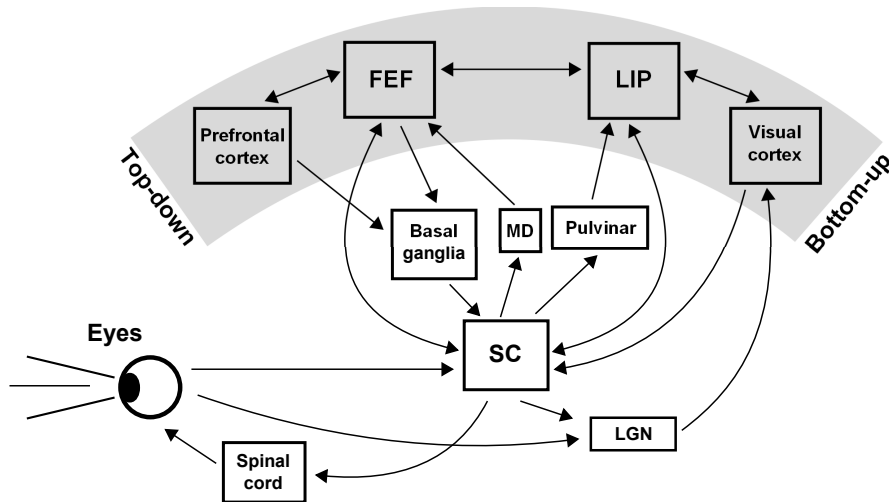 FEF
LIP
Prefrontal
cortex
Visual
cortex
Top-down
Bottom-up
Basal
ganglia
MD
Pulvinar
Eyes
SC
LGN
Spinal
cord